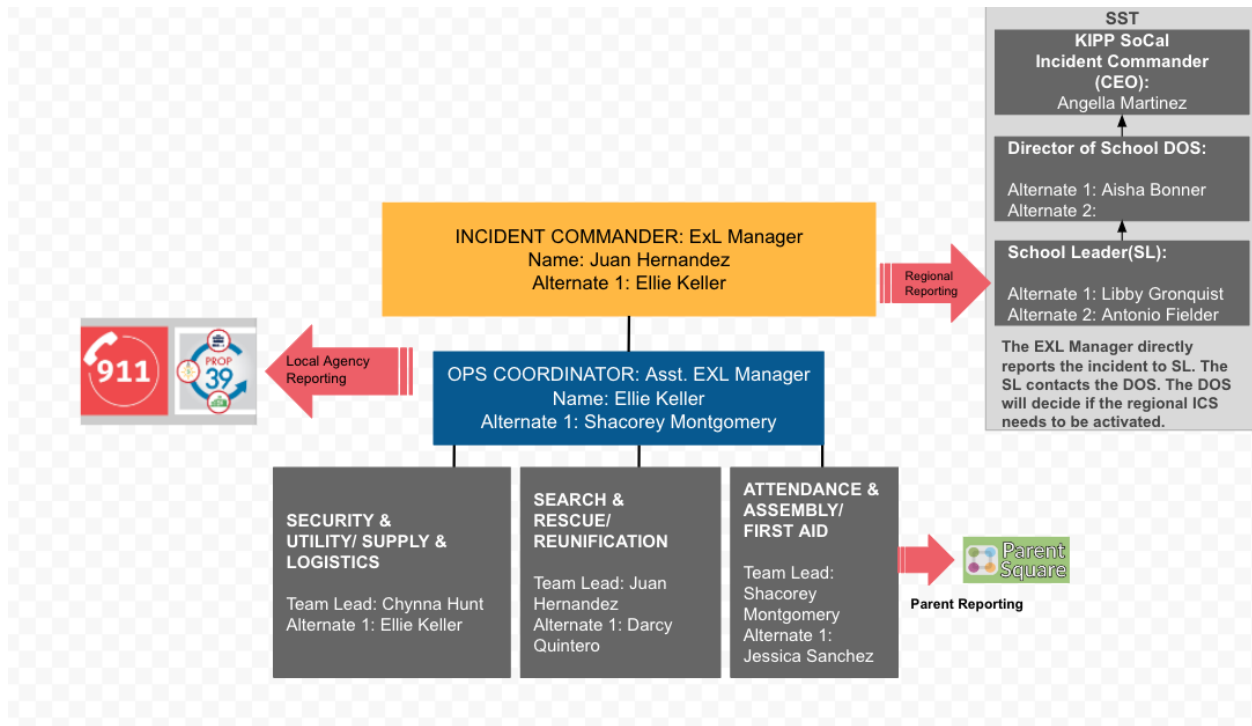 SST
KIPP SoCal
Incident Commander
(CEO):
Angella Martinez
Director of School DOS:
Alternate 1: Aisha Bonner
Alternate 2:
School Leader(SL):
Alternate 1: Libby Gronquist
Alternate 2: Antonio Fielder
The EXL Manager directly
reports the incident to SL. The
SL contacts the DOS. The DOS
will decide if the regional ICS
needs to be activated.
INCIDENT COMMANDER: ExL Manager
Name: Juan Hernandez
Alternate 1: Ellie Keller
Regional
Reporting
911
PROP
39
Local Agency
Reporting
OPS COORDINATOR: Asst. EXL Manager
Name: Ellie Keller
Alternate 1: Shacorey Montgomery
SECURITY &
UTILITY/ SUPPLY &
LOGISTICS
Team Lead: Chynna Hunt
Alternate 1: Ellie Keller
SEARCH &
RESCUE/
REUNIFICATION
Team Lead: Juan
Hernandez
Alternate 1: Darcy
Quintero
ATTENDANCE &
ASSEMBLY/
FIRST AID
Team Lead:
Shacorey
Montgomery
Alternate 1:
Jessica Sanchez
Parent
Square
Parent Reporting